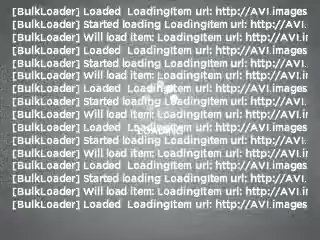 [BulkLoader] Loaded LoadingItem url: http://AVI.images
[BulkLoader] Started loading LoadingItem url: http://AVI.
[BulkLoader] Will load item: LoadingItem url: http://AVI.ir
[BulkLoader] Loaded LoadingItem url: http://AVI.images
[BulkLoader] Started loading LoadingItem url: http://AVI.
[BulkLoader] Will load item: LoadingItem url: http://AVI.ir
[BulkLoader] Loaded LoadingItem url: http://AVI.images
[BulkLoader] Started loading LoadingItem url: http://AVI.
[BulkLoader] Will load item: LoadingItem url: http://AVI.ir
[BulkLoader] Loaded LoadingItem url: http://AVI.images
LOADING
[BulkLoader] Started loading LoadingItem url: http://AVI.
[BulkLoader] Will load item: LoadingItem url: http://AVI.ir
[BulkLoader] Loaded LoadingItem url: http://AVI.images
[BulkLoader] Started loading LoadingItem url: http://AVI.
[BulkLoader] Will load item: LoadingItem url: http://AVI.ir
[BulkLoader] Loaded LoadingItem url: http://AVI.images